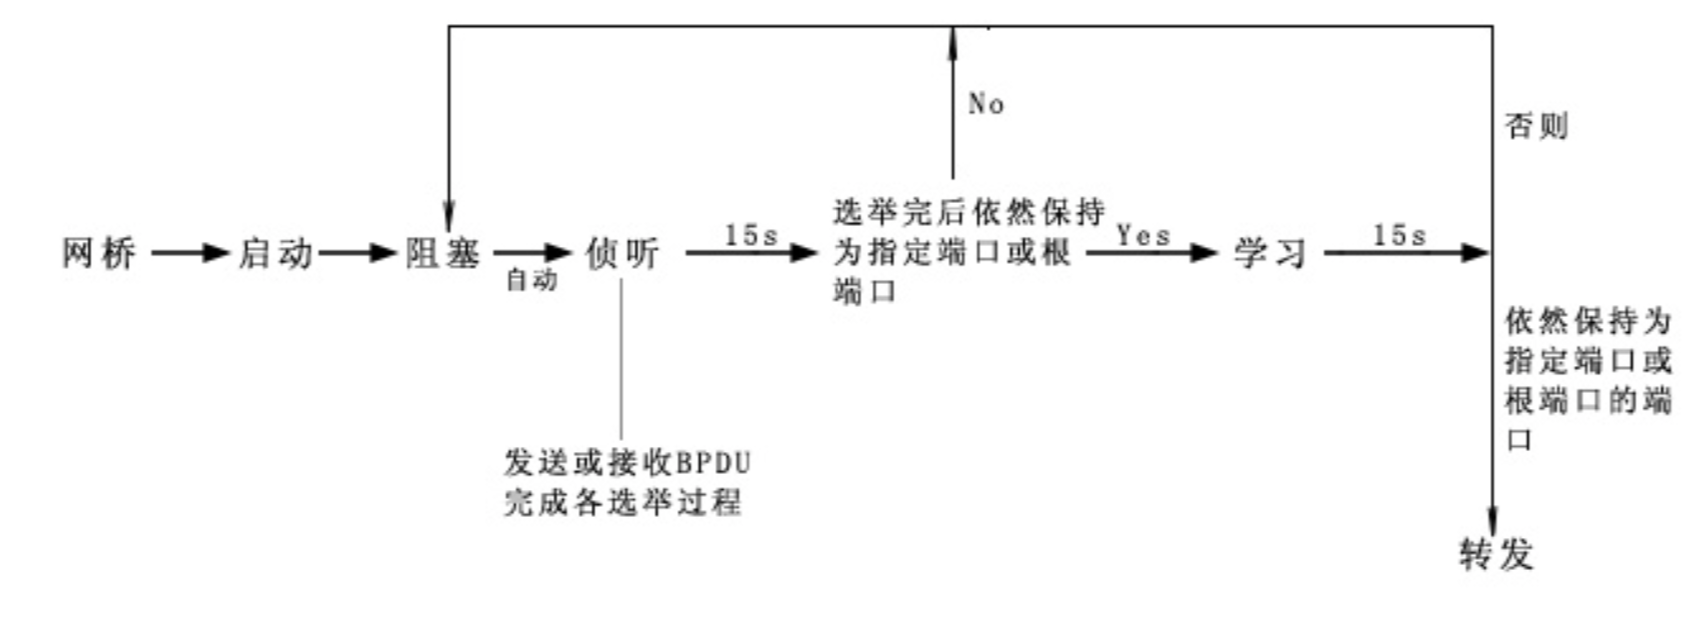 No
否则
网桥
启动
阻塞
自动
侦听
15s
选举完后依然保持
为指定端口或根
端口
Yes
学习
15s
依然保持为
指定端口或
根端口的端
口
发送或接收BPDU
完成各选举过程
转发